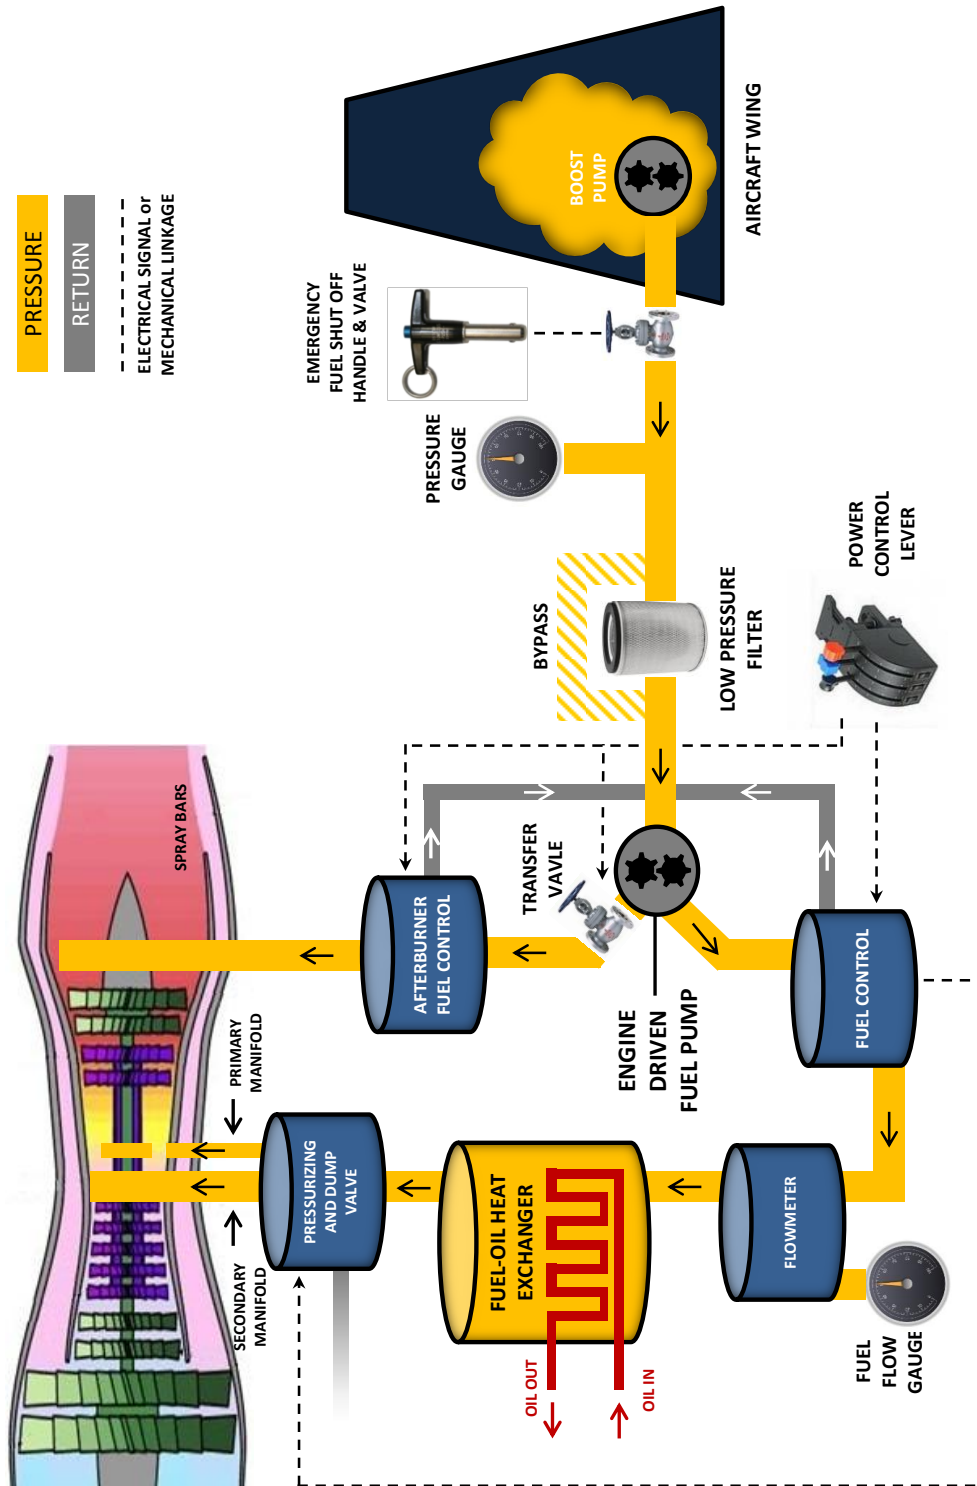 PRESSURE
RETURN
ELECTRICAL SIGNAL or
MECHANICAL LINKAGE
SPRAY BARS
PRIMARY
MANIFOLD
SECONDARY
MANIFOLD
AFTERBURNER
FUEL CONTROL
PRESSURIZING
AND DUMP
VALVE
EMERGENCY
FUEL SHUT OFF
HANDLE & VALVE
PRESSURE
GAUGE
BYPASS
TRANSFER
VAVLE
FUEL-OIL HEAT
EXCHANGER
OIL OUT
OIL IN
BOOST
PUMP
AIRCRAFT WING
LOW PRESSURE
FILTER
ENGINE
DRIVEN
FUEL PUMP
POWER
CONTROL
LEVER
FUEL CONTROL
FLOWMETER
FUEL
FLOW
GAUGE